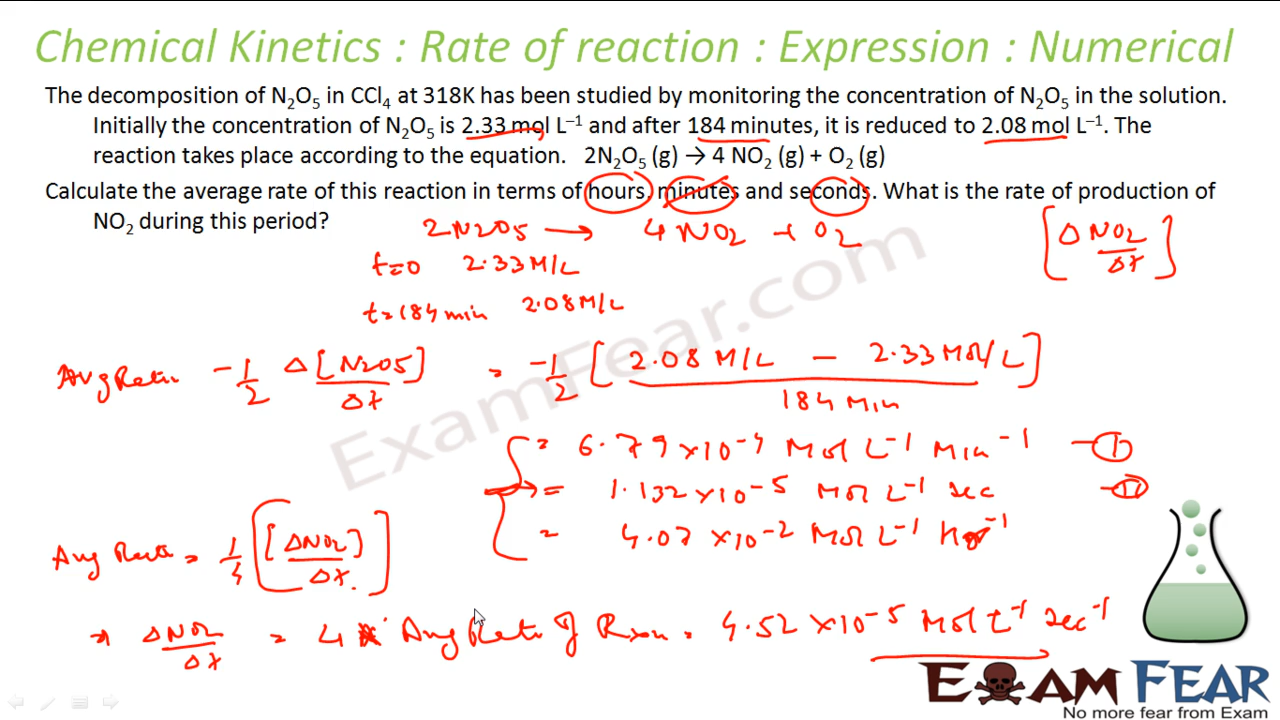 Chemical Kinetics : Rate of reaction : Expression : Numerical
The decomposition of N₂O₅ in CCl₄ at 318K has been studied by monitoring the concentration of N₂O₅ in the solution.
Initially the concentration of N₂O₅ is 2.33 mol L⁻¹ and after 184 minutes, it is reduced to 2.08 mol L⁻¹. The
reaction takes place according to the equation. 2N₂O₅ (g) → 4 NO₂ (g) + O₂ (g)
Calculate the average rate of this reaction in terms of hours, minutes and seconds. What is the rate of production of
NO₂ during this period?
2N2O5 → 4NO2 + O2
[ΔNO2/Δt]
t=0 2.33 M/L
t=184 min 2.08 M/L
Avg Rate -1/2 Δ[N2O5]/Δt = -1/2 [2.08 M/L - 2.33 Mol/L / 184 Min]
= 6.79 ×10⁻⁴ Mol L⁻¹ Min⁻¹ - I
= 1.132 ×10⁻⁵ Mol L⁻¹ sec - II
= 4.07 ×10⁻² Mol L⁻¹ Hr⁻¹
Avg Rate = 1/4 [[ΔNO2]/Δt]
⇒ ΔNO2/Δt = 4 × Avg Rate of Rxn = 4.52 ×10⁻⁵ Mol L⁻¹ sec⁻¹
ExamFear.com
EXAM FEAR
No more fear from Exam